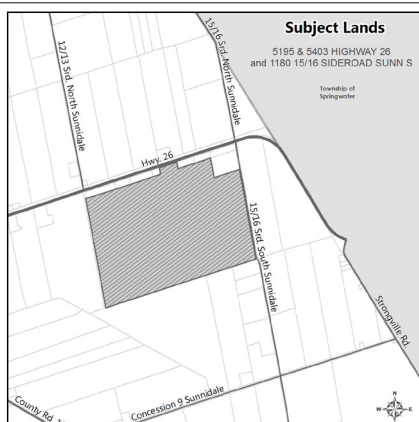 Subject Lands
5195 & 5403 HIGHWAY 26
and 1180 15/16 SIDEROAD SUNN S
Township of
Springwater
12/13 Srd. North Sunnidale
15/16 Srd. North Sunnidale
Hwy. 26
15/16 Srd. South Sunnidale
Strongville Rd.
Concession 9 Sunnidale
County Rd.
N
W
E
S